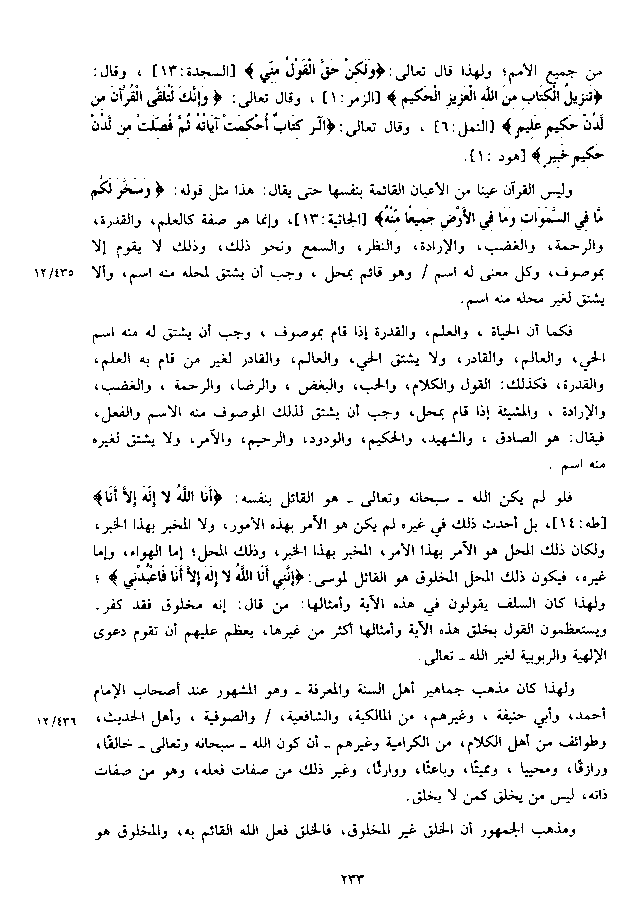 من جميع الأمم؛ ولهذا قال تعالى: ﴿وَلَكِنْ حَقَّ الْقَوْلُ مِنِّي﴾ [السجدة:١٣] ، وقال:
﴿تَنزِيلُ الْكِتَابِ مِنَ اللَّهِ الْعَزِيزِ الْحَكِيمِ﴾ [الزمر:١] ، وقال تعالى: ﴿وَإِنَّكَ لَتُلَقَّى الْقُرْآنَ مِن
لَّدُنْ حَكِيمٍ عَلِيمٍ﴾ [النمل:٦] ، وقال تعالى: ﴿الَر كِتَابٌ أُحْكِمَتْ آيَاتُهُ ثُمَّ فُصِّلَتْ مِن لَّدُنْ
حَكِيمٍ خَبِيرٍ﴾ [هود :١].
وليس القرآن عينا من الأعيان القائمة بنفسها حتى يقال: هذا مثل قوله: ﴿وَسَخَّرَ لَكُم
مَّا فِي السَّمَوَاتِ وَمَا فِي الأَرْضِ جَمِيعًا مِّنْهُ﴾ [الجاثية:١٣]، وإنما هو صفة كالعلم، والقدرة،
والرحمة، والغضب، والإرادة، والنظر، والسمع ونحو ذلك، وذلك لا يقوم إلا
بموصوف، وكل معنى له اسم / وهو قائم بمحل ، وجب أن يشتق لمحله منه اسم، وألا
١٢/٤٣٥
يشتق لغير محله منه اسم.
فكما أن الحياة ، والعلم، والقدرة إذا قام بموصوف ، وجب أن يشتق له منه اسم
الحي، والعالم، والقادر، ولا يشتق الحي، والعالم، والقادر لغير من قام به العلم،
والقدرة، فكذلك: القول والكلام، والحب، والبغض ، والرضا، والرحمة ، والغضب،
والإرادة ، والمشيئة إذا قام بمحل، وجب أن يشتق لذلك الموصوف منه الاسم والفعل،
فيقال: هو الصادق ، والشهيد، والحكيم، والودود، والرحيم، والآمر، ولا يشتق لغيره
منه اسم .
فلو لم يكن الله ـ سبحانه وتعالى ـ هو القائل بنفسه: ﴿أَنَا اللَّهُ لا إِلَهَ إِلاَّ أَنَا﴾
[طه:١٤]، بل أحدث ذلك في غيره لم يكن هو الآمر بهذه الأمور، ولا المخبر بهذا الخبر،
ولكان ذلك المحل هو الآمر بهذا الأمر، المخبر بهذا الخبر، وذلك المحل؛ إما الهواء، وإما
غيره، فيكون ذلك المحل المخلوق هو القائل لموسى: ﴿إِنَّنِي أَنَا اللَّهُ لا إِلَهَ إِلاَّ أَنَا فَاعْبُدْنِي﴾ ؛
ولهذا كان السلف يقولون في هذه الآية وأمثالها: من قال: إنه مخلوق فقد كفر.
ويستعظمون القول بخلق هذه الآية وأمثالها أكثر من غيرها، يعظم عليهم أن تقوم دعوى
الإلهية والربوبية لغير الله ـ تعالى.
ولهذا كان مذهب جماهير أهل السنة والمعرفة ـ وهو المشهور عند أصحاب الإمام
أحمد، وأبي حنيفة ، وغيرهم، من المالكية، والشافعية، / والصوفية ، وأهل الحديث،
١٢/٤٣٦
وطوائف من أهل الكلام، من الكرامية وغيرهم ـ أن كون الله ـ سبحانه وتعالى ـ خالقًا،
ورازقًا، ومحييا ، ومميتًا، وباعثًا، ووارثًا، وغير ذلك من صفات فعله، وهو من صفات
ذاته، ليس من يخلق كمن لا يخلق.
ومذهب الجمهور أن الخلق غير المخلوق، فالخلق فعل الله القائم به، والمخلوق هو
٢٣٣